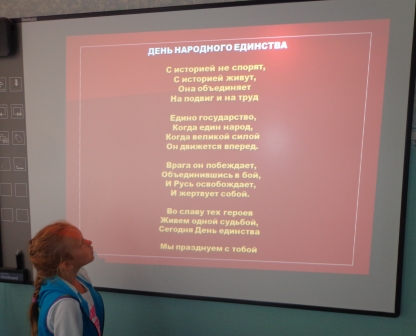 ДЕНЬ НАРОДНОГО ЕДИНСТВА
С историей не спорят,
С историей живут,
Она объединяет
На подвиг и на труд
Едино государство,
Когда един народ,
Когда великой силой
Он движется вперед.
Врага он побеждает,
Объединившись в бой,
И Русь освобождает,
И жертвует собой.
Во славу тех героев
Живем одной судьбой,
Сегодня День единства
Мы празднуем с тобой